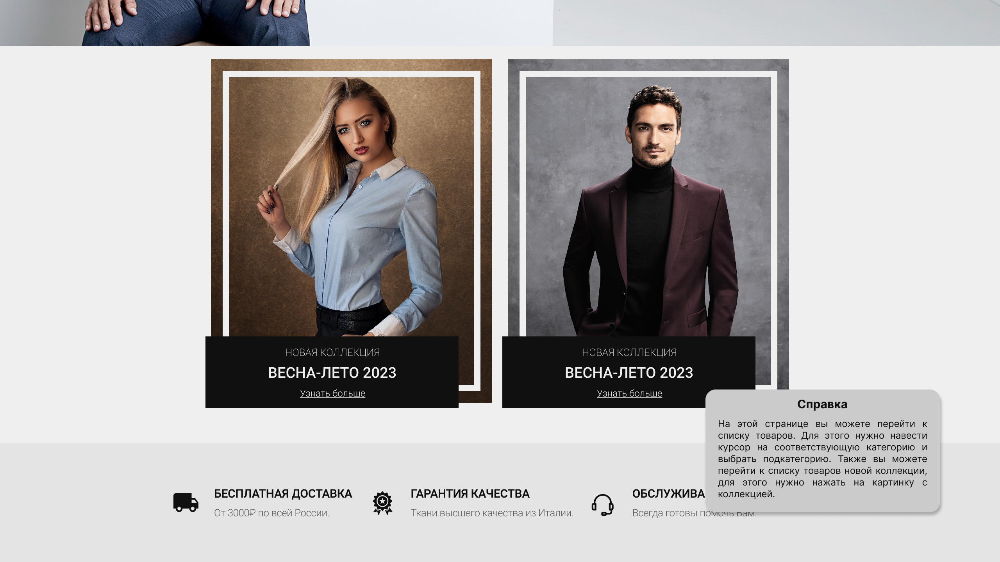 НОВАЯ КОЛЛЕКЦИЯ
ВЕСНА-ЛЕТО 2023
Узнать больше
НОВАЯ КОЛЛЕКЦИЯ
ВЕСНА-ЛЕТО 2023
Узнать больше
Справка
На этой странице вы можете перейти к
списку товаров. Для этого нужно навести
курсор на соответствующую категорию и
выбрать подкатегорию. Также вы можете
перейти к списку товаров новой коллекции,
для этого нужно нажать на картинку с
коллекцией.
БЕСПЛАТНАЯ ДОСТАВКА
От 3000₽ по всей России.
ГАРАНТИЯ КАЧЕСТВА
Ткани высшего качества из Италии.
ОБСЛУЖИВА
Всегда готовы помочь Вам.